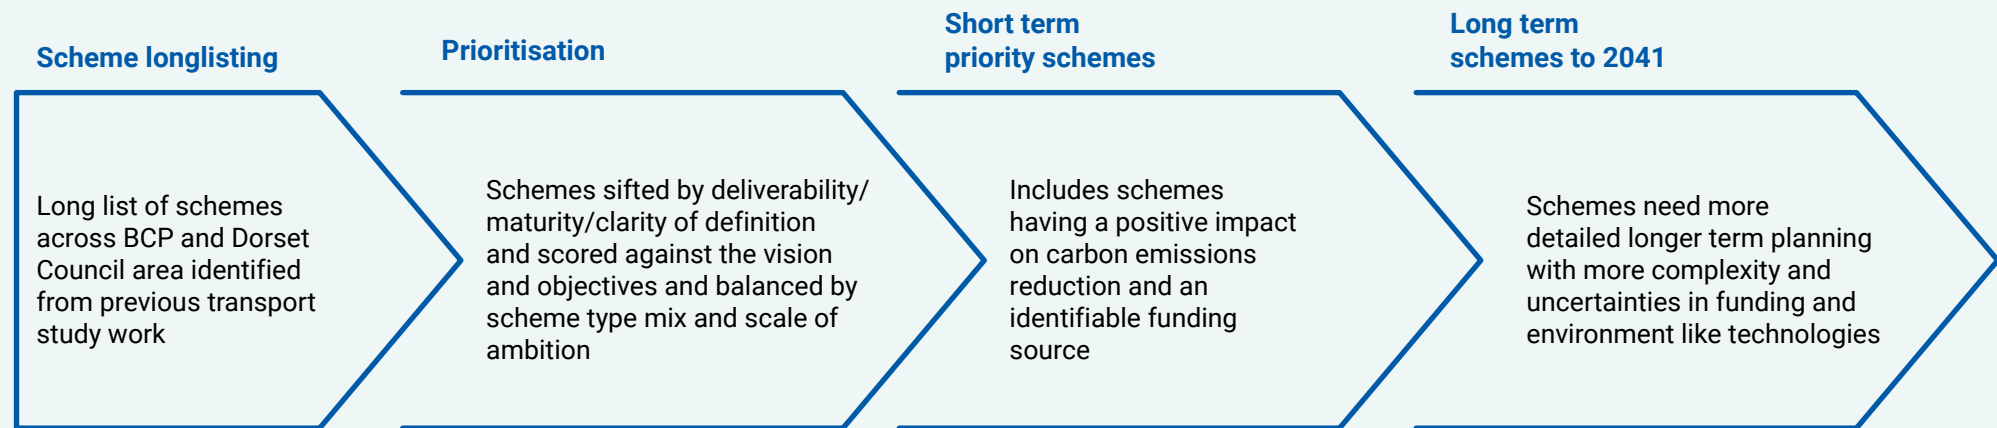 Scheme longlisting
Long list of schemes
across BCP and Dorset
Council area identified
from previous transport
study work
Prioritisation
Schemes sifted by deliverability/
maturity/clarity of definition
and scored against the vision
and objectives and balanced by
scheme type mix and scale of
ambition
Short term
priority schemes
Includes schemes
having a positive impact
on carbon emissions
reduction and an
identifiable funding
source
Long term
schemes to 2041
Schemes need more
detailed longer term planning
with more complexity and
uncertainties in funding and
environment like technologies